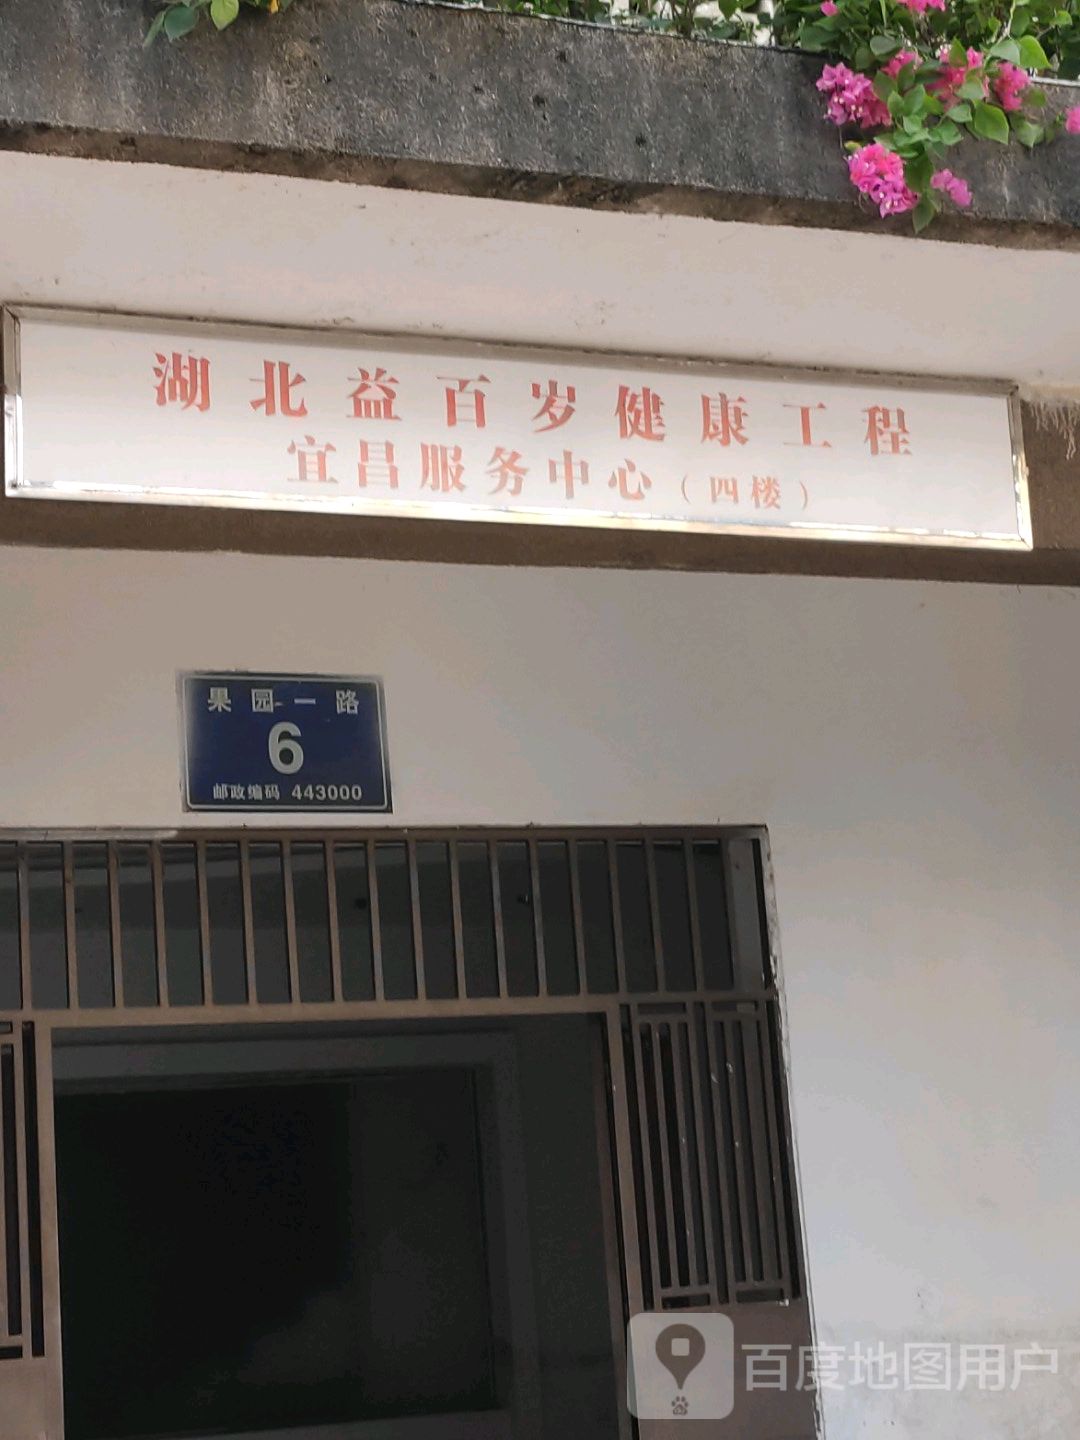 湖北益百岁健康工程
宜昌服务中心（四楼）
果园一路
6
邮政编码 443000
百度地图用户